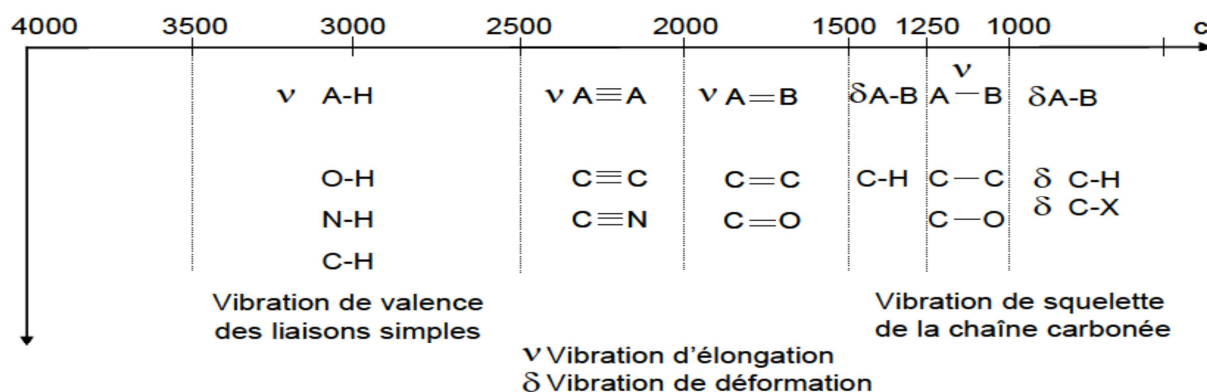 4000 3500 3000 2500 2000 1500 1250 1000 c
ν A-H ν A≡A ν A=B δA-B A—B δA-B
ν
O-H C≡C C=C C-H C—C δ C-H
N-H C≡N C=O C—O δ C-X
C-H
Vibration de valence
des liaisons simples
Vibration de squelette
de la chaîne carbonée
ν Vibration d'élongation
δ Vibration de déformation